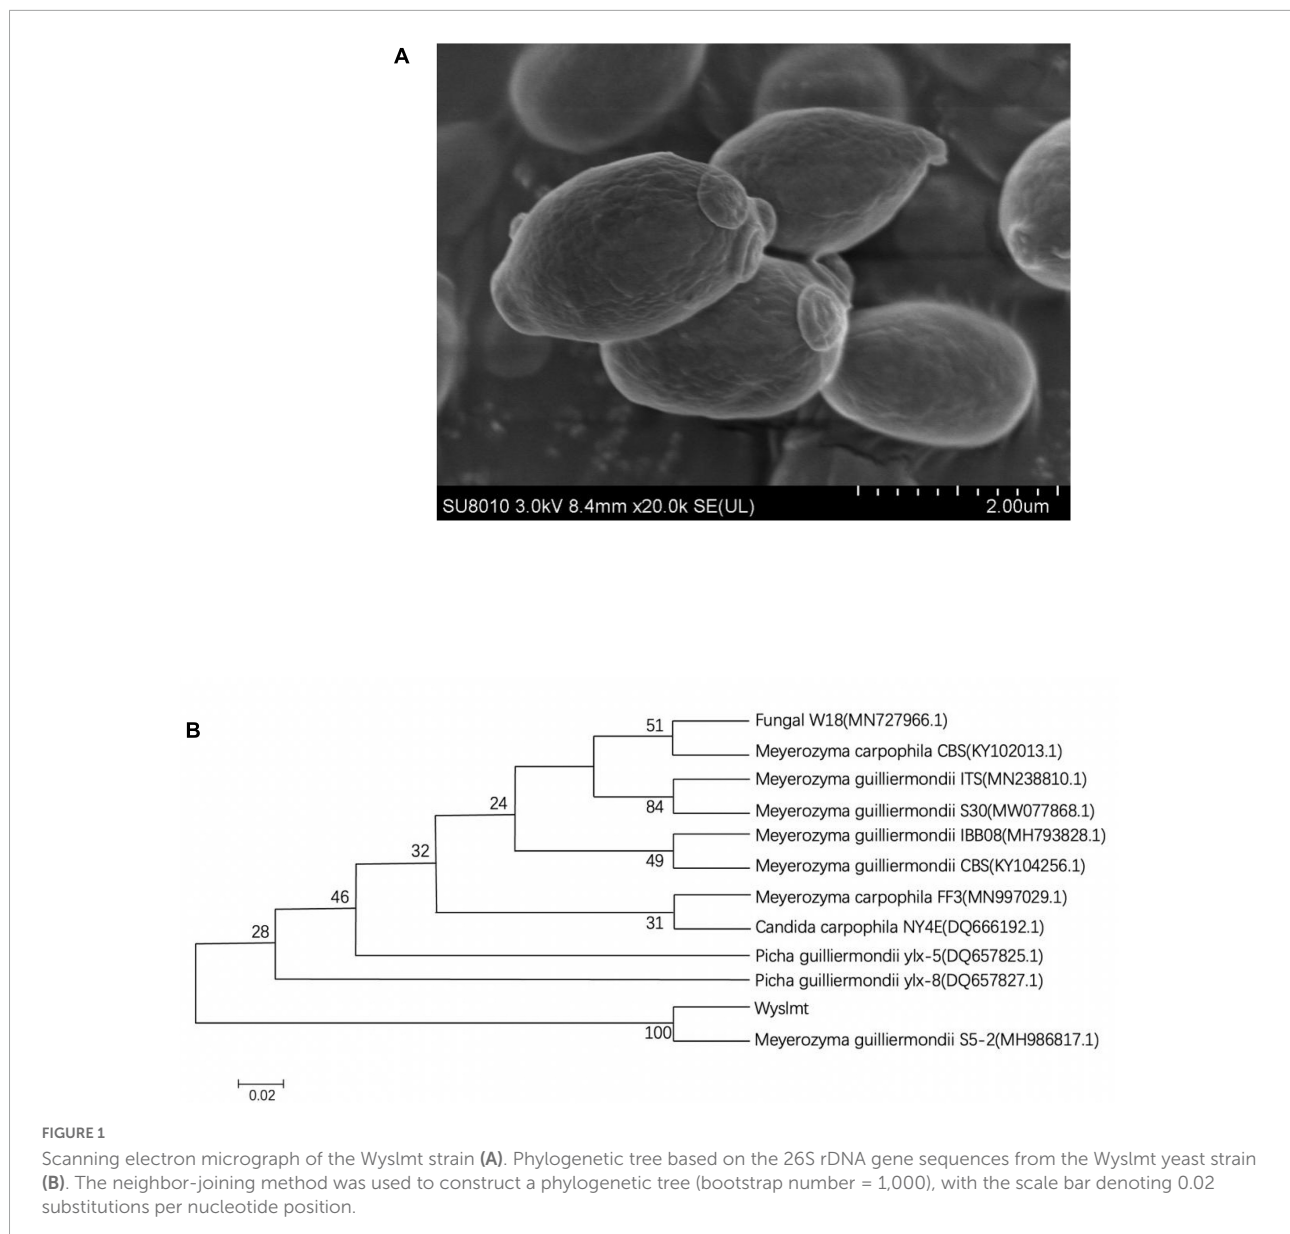 A
SU8010 3.0kV 8.4mm x20.0k SE(UL)
2.00um
B
51
Fungal W18(MN727966.1)
Meyerozyma carpophila CBS(KY102013.1)
Meyerozyma guilliermondii ITS(MN238810.1)
84
Meyerozyma guilliermondii S30(MW077868.1)
24
Meyerozyma guilliermondii IBB08(MH793828.1)
49
Meyerozyma guilliermondii CBS(KY104256.1)
32
Meyerozyma carpophila FF3(MN997029.1)
31
Candida carpophila NY4E(DQ666192.1)
46
Picha guilliermondii ylx-5(DQ657825.1)
28
Picha guilliermondii ylx-8(DQ657827.1)
Wyslmt
100
Meyerozyma guilliermondii S5-2(MH986817.1)
0.02
FIGURE 1
Scanning electron micrograph of the Wyslmt strain (A). Phylogenetic tree based on the 26S rDNA gene sequences from the Wyslmt yeast strain
(B). The neighbor-joining method was used to construct a phylogenetic tree (bootstrap number = 1,000), with the scale bar denoting 0.02
substitutions per nucleotide position.